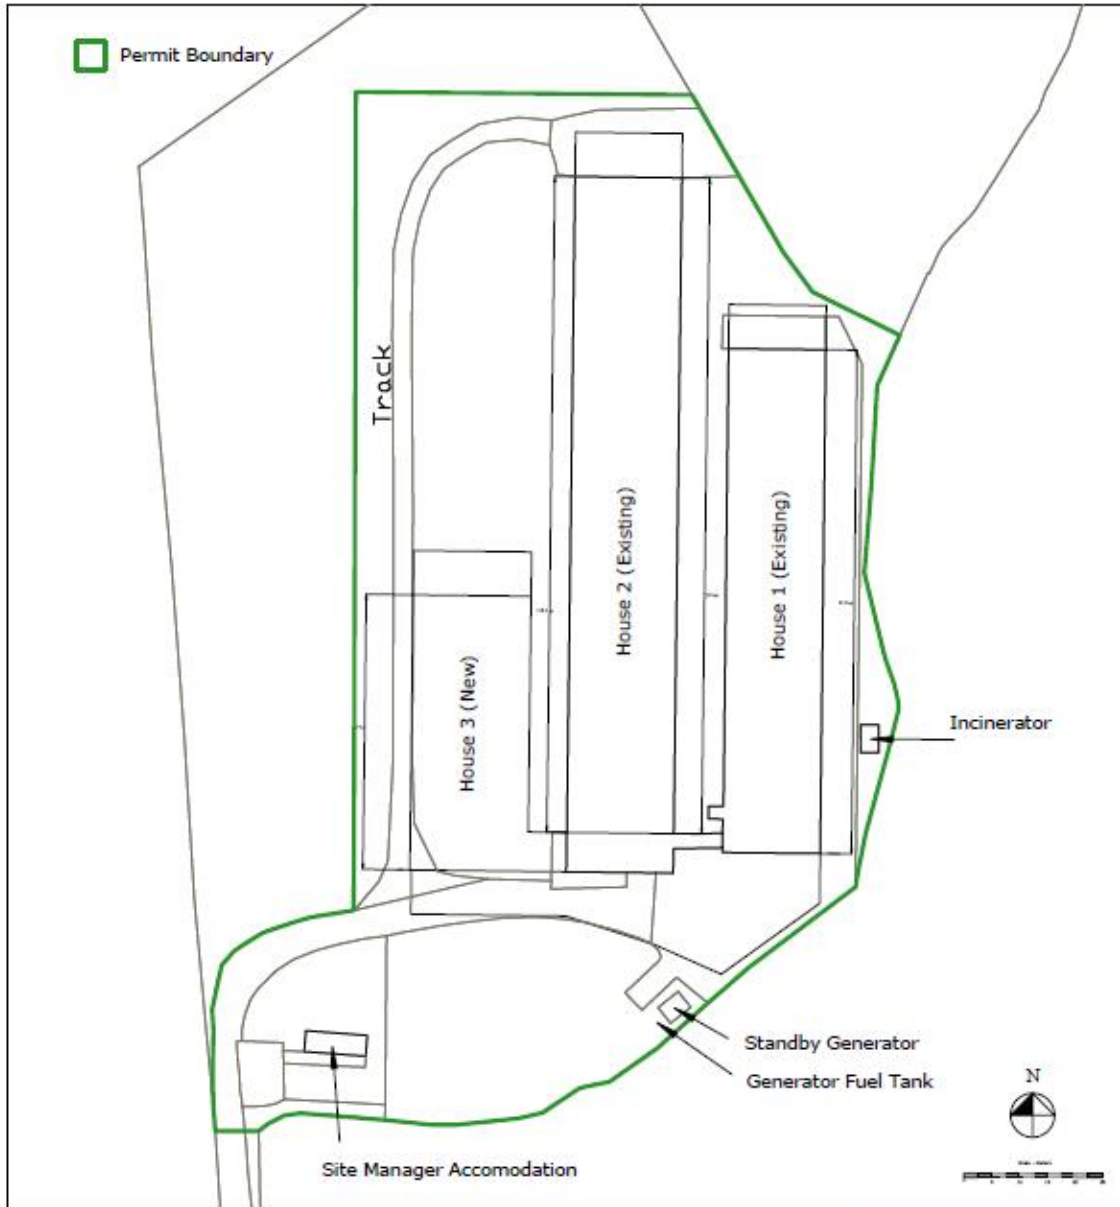 Permit Boundary
Track
House 2 (Existing)
House 1 (Existing)
House 3 (New)
Incinerator
Standby Generator
Generator Fuel Tank
N
Site Manager Accomodation